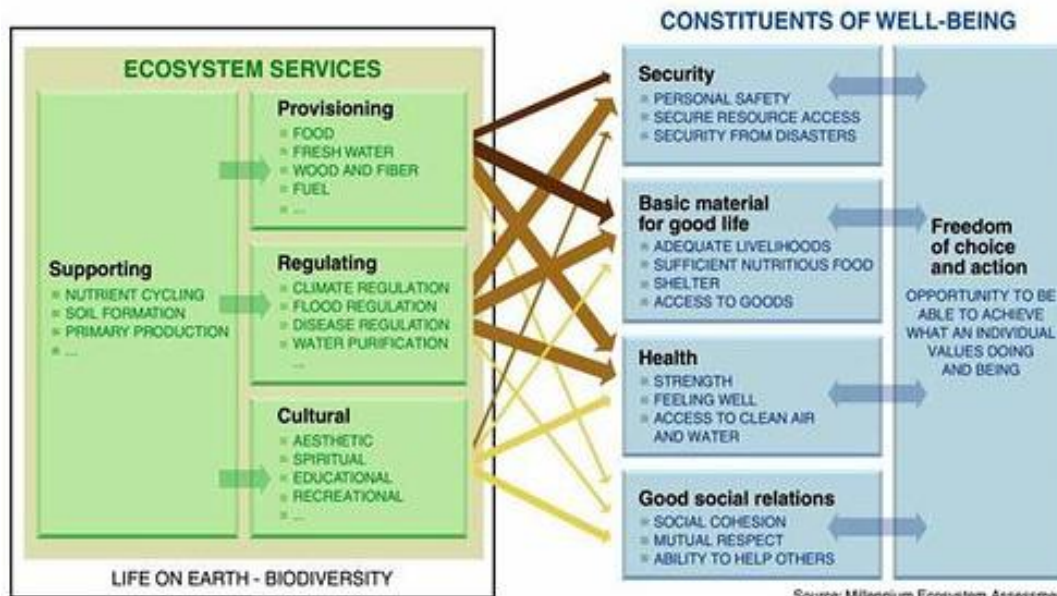 CONSTITUENTS OF WELL-BEING
ECOSYSTEM SERVICES
Supporting
NUTRIENT CYCLING
SOIL FORMATION
PRIMARY PRODUCTION
...
Provisioning
FOOD
FRESH WATER
WOOD AND FIBER
FUEL
...
Regulating
CLIMATE REGULATION
FLOOD REGULATION
DISEASE REGULATION
WATER PURIFICATION
...
Cultural
AESTHETIC
SPIRITUAL
EDUCATIONAL
RECREATIONAL
...
LIFE ON EARTH - BIODIVERSITY
Security
PERSONAL SAFETY
SECURE RESOURCE ACCESS
SECURITY FROM DISASTERS
Basic material
for good life
ADEQUATE LIVELIHOODS
SUFFICIENT NUTRITIOUS FOOD
SHELTER
ACCESS TO GOODS
Health
STRENGTH
FEELING WELL
ACCESS TO CLEAN AIR
AND WATER
Good social relations
SOCIAL COHESION
MUTUAL RESPECT
ABILITY TO HELP OTHERS
Freedom
of choice
and action
OPPORTUNITY TO BE
ABLE TO ACHIEVE
WHAT AN INDIVIDUAL
VALUES DOING
AND BEING
Source: Millennium Ecosystem